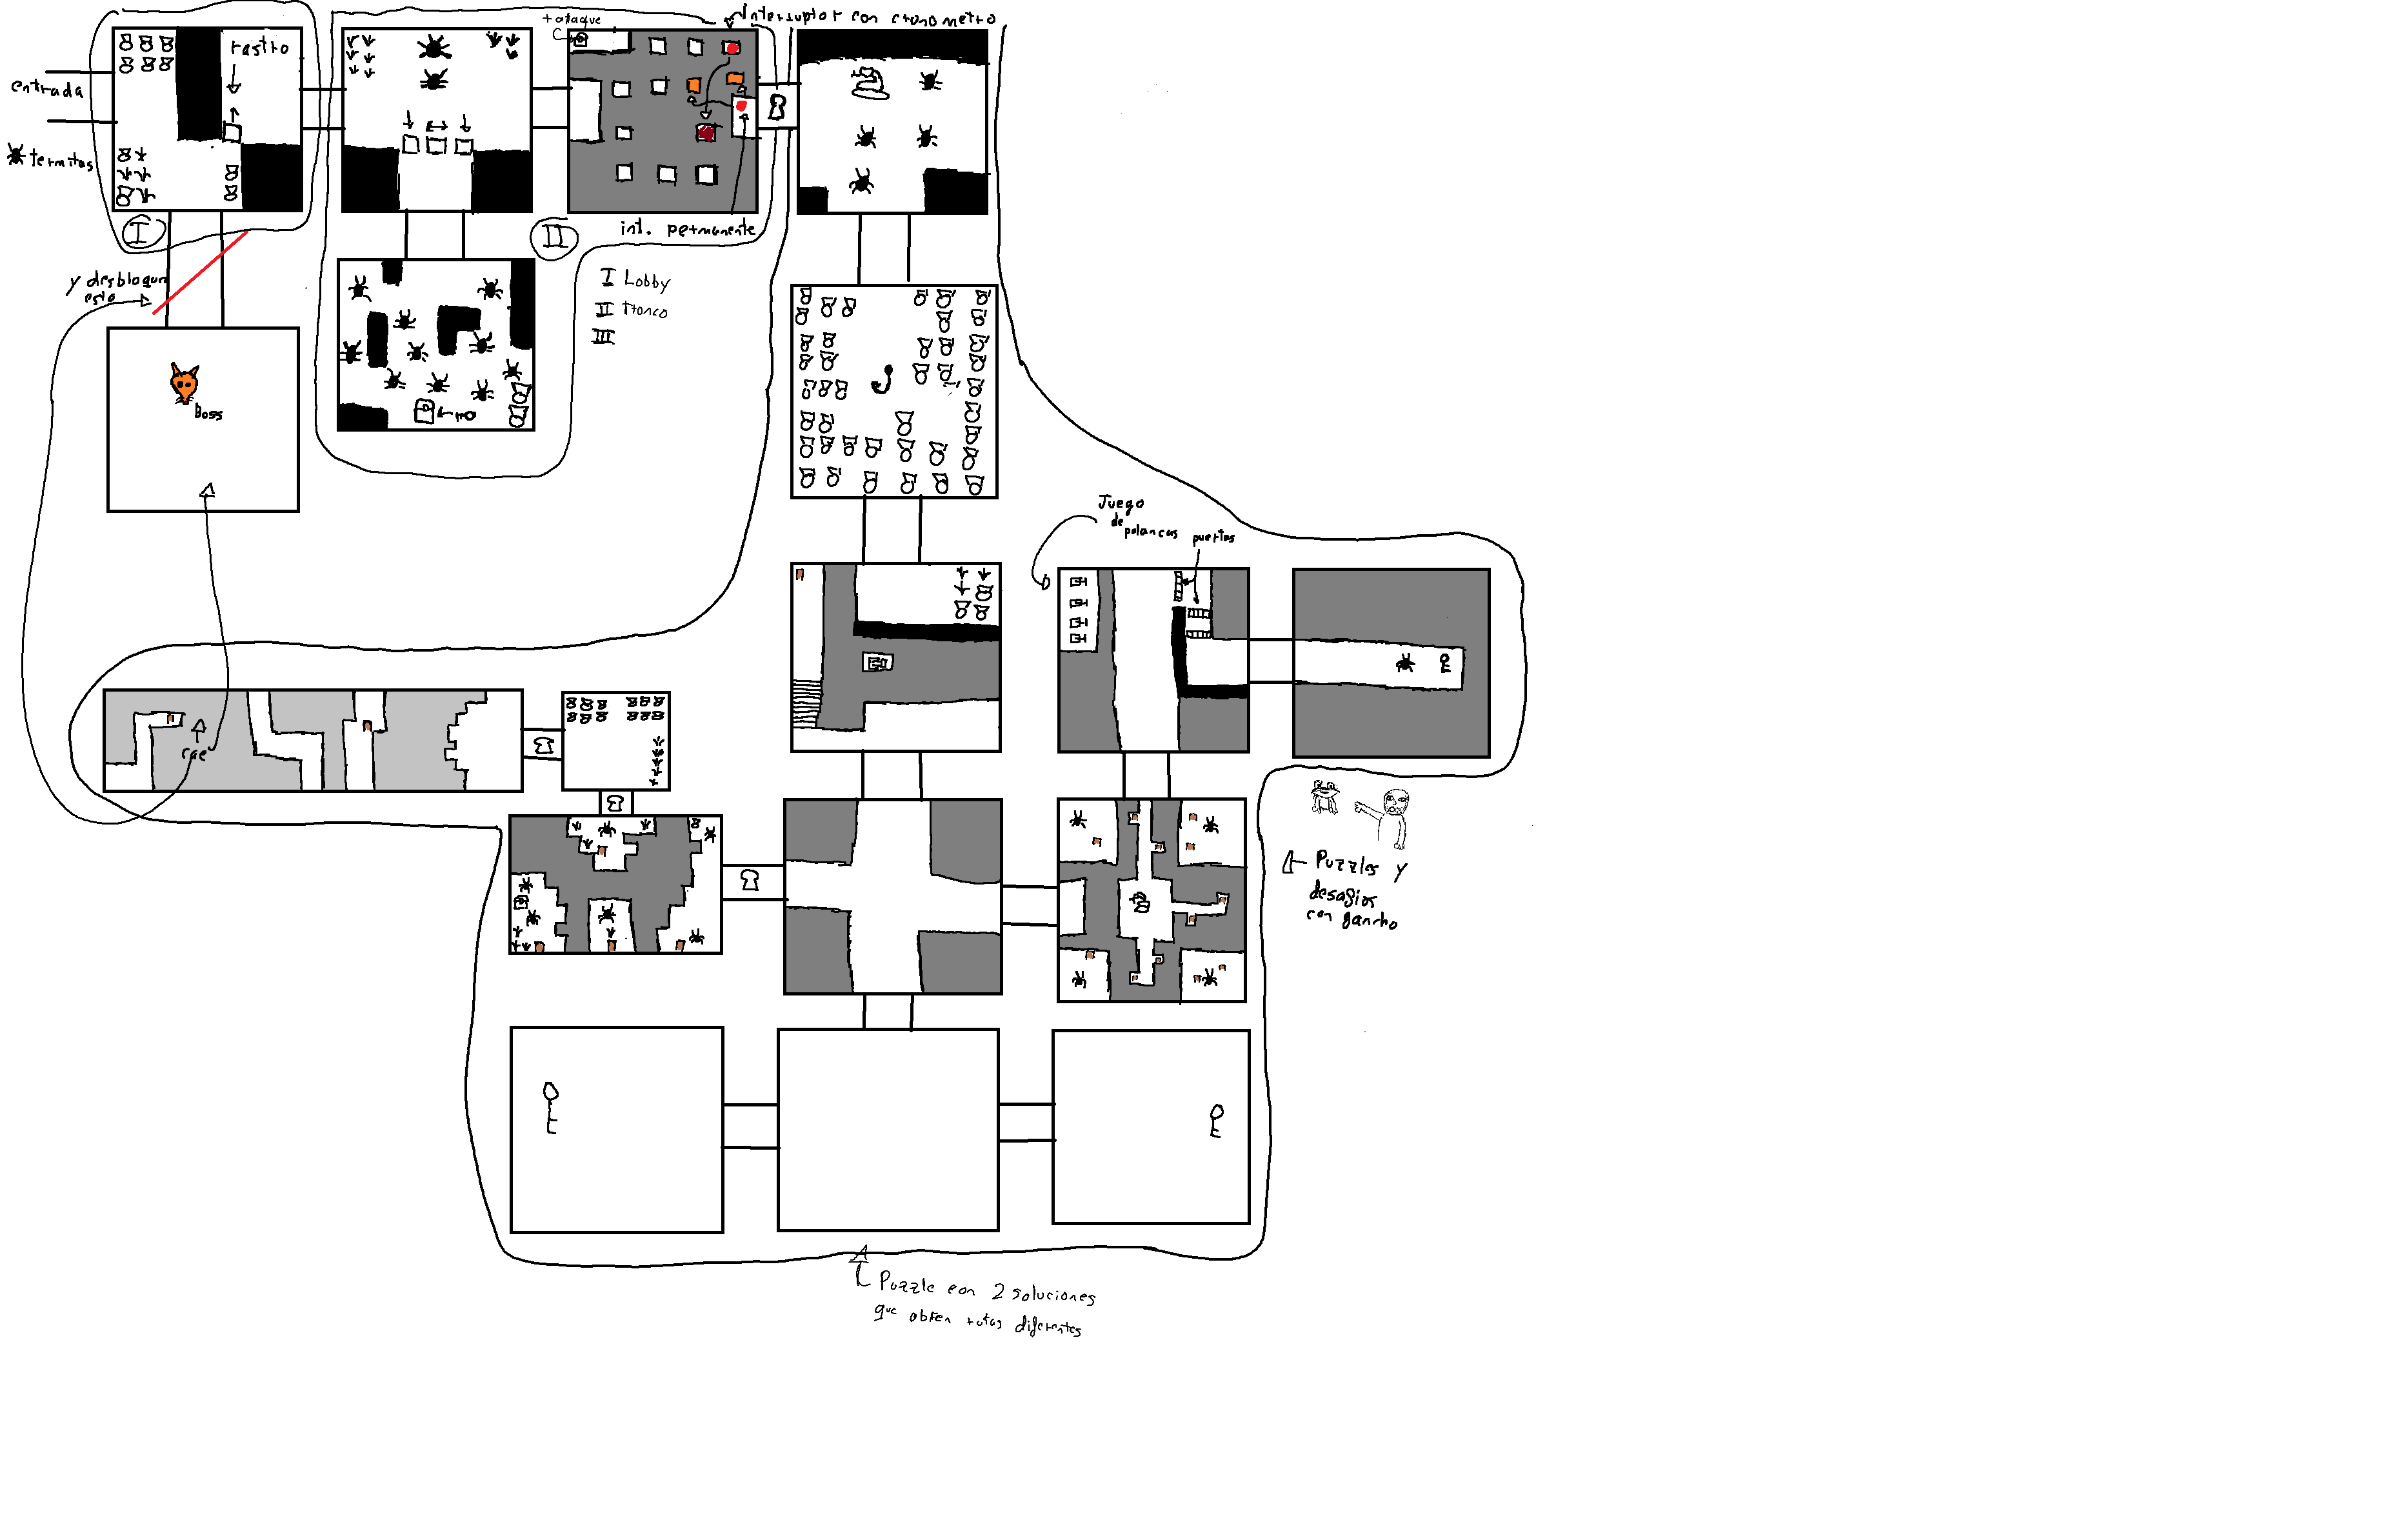 + ataque
Interruptor con cronometro
rastro
entrada
termitas
I
II
int. permanente
y desbloquea
esto
I Lobby
II tronco
III
Boss
Juego
de
palancas
puertas
cae
Puzzles y
desafios
con gancho
Puzzle con 2 soluciones
que abren rutas diferentes